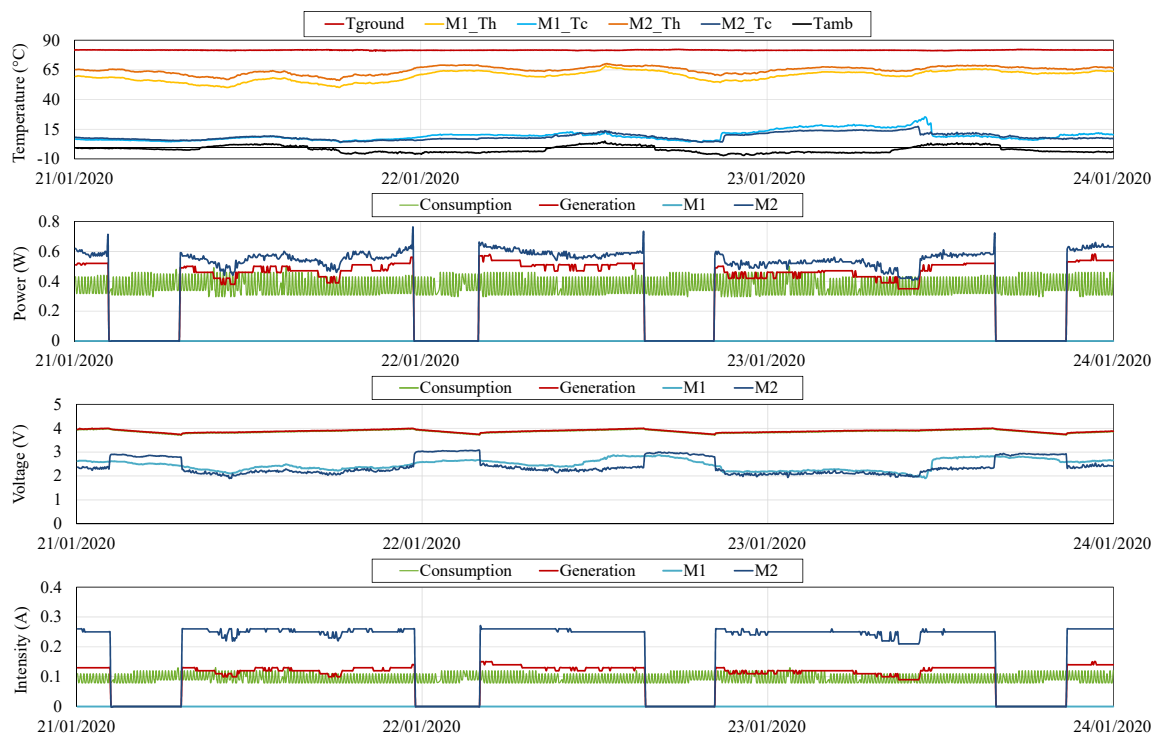 Tground M1_Th M1_Tc M2_Th M2_Tc Tamb
Temperature (°C)
90
65
40
15
-10
21/01/2020 22/01/2020 23/01/2020 24/01/2020
Consumption Generation M1 M2
Power (W)
0.8
0.6
0.4
0.2
0
21/01/2020 22/01/2020 23/01/2020 24/01/2020
Consumption Generation M1 M2
Voltage (V)
5
4
3
2
1
0
21/01/2020 22/01/2020 23/01/2020 24/01/2020
Consumption Generation M1 M2
Intensity (A)
0.4
0.3
0.2
0.1
0
21/01/2020 22/01/2020 23/01/2020 24/01/2020